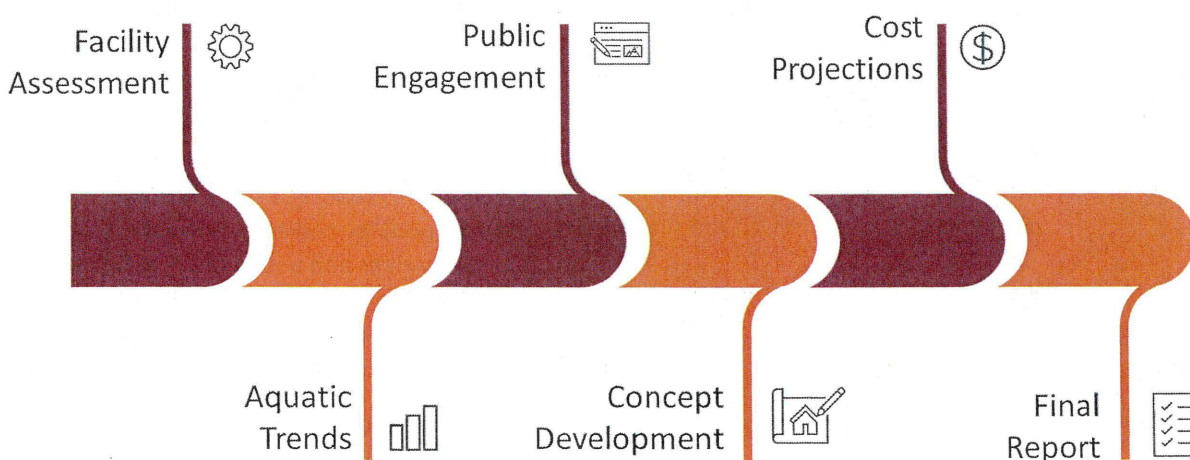 Facility
Assessment
Public
Engagement
Cost
Projections
$
Aquatic
Trends
Concept
Development
Final
Report